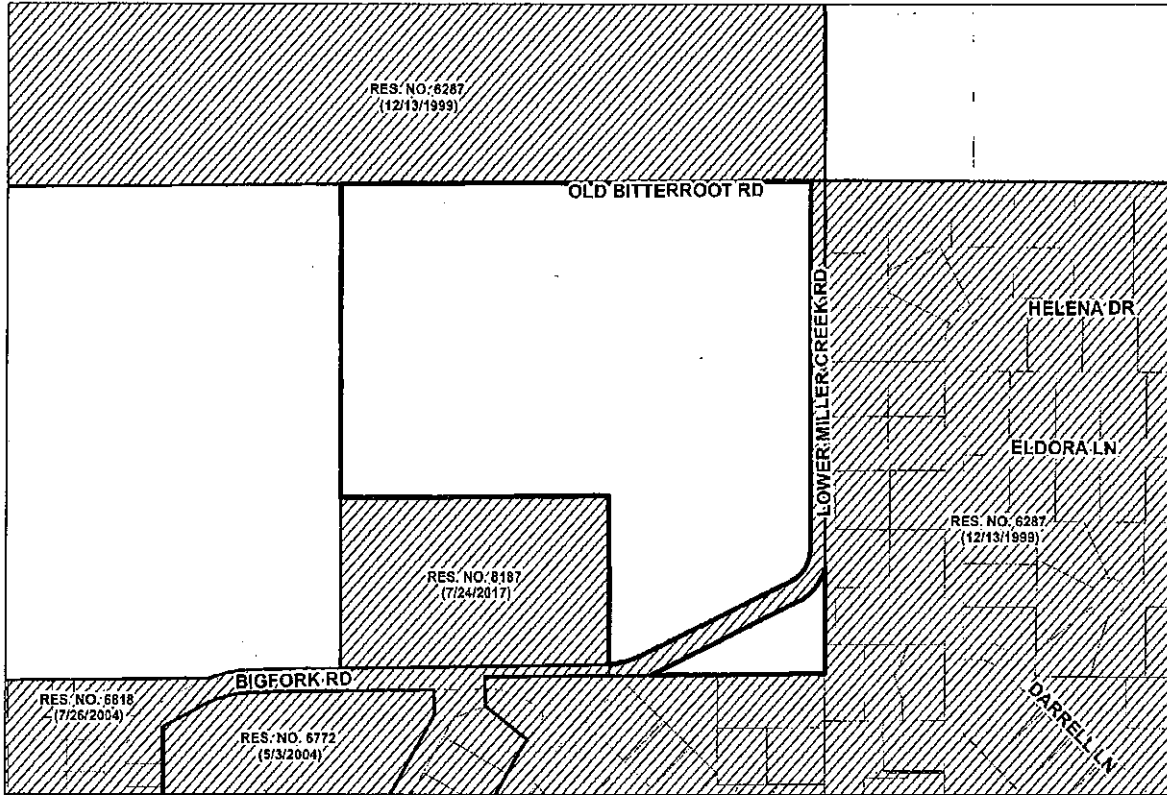 RES. NO. 6287
(12/13/1999)
OLD BITTERROOT RD
LOWER MILLER CREEK RD
HELENA DR
ELDORA LN
RES. NO. 6287
(12/13/1999)
RES. NO. 8187
(7/24/2017)
BIGFORK RD
RES. NO. 6818
(7/26/2004)
RES. NO. 6772
(5/3/2004)
DARRELL LN